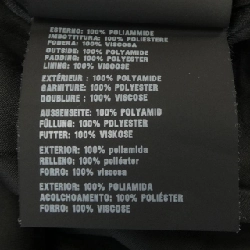 ESTERNO: 100% POLIAMMIDE
IMBOTTITURA: 100% POLIESTERE
FODERA: 100% VISCOSA
OUTSIDE: 100% POLYAMIDE
PADDING: 100% POLYESTER
LINING: 100% VISCOSE
EXTÉRIEUR : 100% POLYAMIDE
GARNITURE: 100% POLYESTER
DOUBLURE : 100% VISCOSE
AUSSENSEITE: 100% POLYAMID
FÜLLUNG: 100% POLYESTER
FUTTER: 100% VISKOSE
EXTERIOR: 100% poliamida
RELLENO: 100% poliéster
FORRO: 100% viscosa
EXTERIOR: 100% POLIAMIDA
ACOLCHOAMENTO: 100% POLIÉSTER
FORRO: 100% VISCOSE